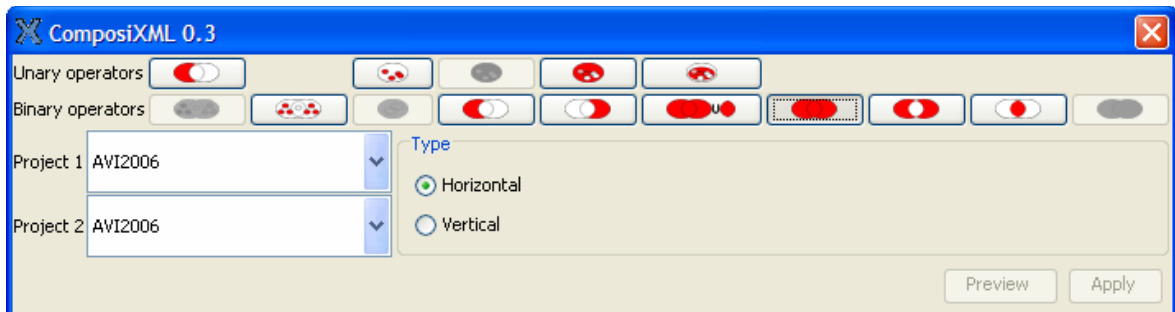 ComposiXML 0.3
Unary operators
Binary operators
Project 1 AVI2006
Project 2 AVI2006
Type
Horizontal
Vertical
Preview Apply